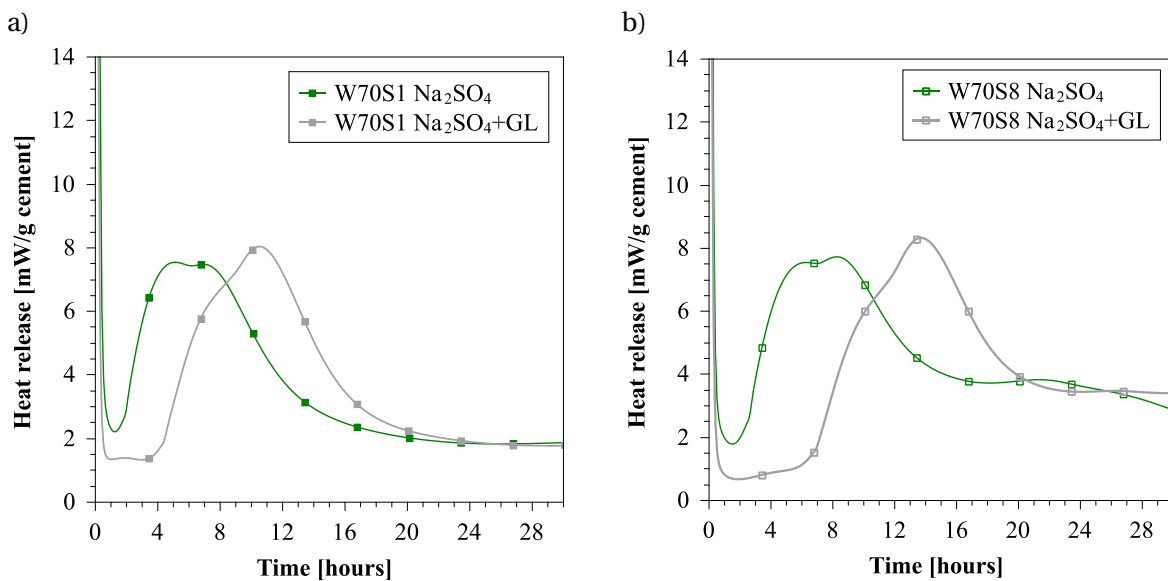 a)
14
12
10
8
6
4
2
0
Heat release [mW/g cement]
W70S1 Na₂SO₄
W70S1 Na₂SO₄+GL
0 4 8 12 16 20 24 28
Time [hours]
b)
14
12
10
8
6
4
2
0
Heat release [mW/g cement]
W70S8 Na₂SO₄
W70S8 Na₂SO₄+GL
0 4 8 12 16 20 24 28
Time [hours]